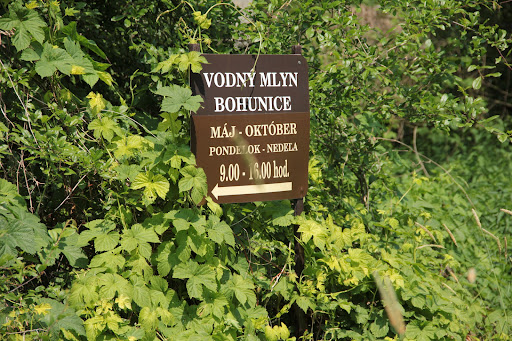 VODNÝ MLYN
BOHUNICE
MÁJ - OKTÓBER
PONDELOK - NEDEĽA
9.00 - 16.00 hod.